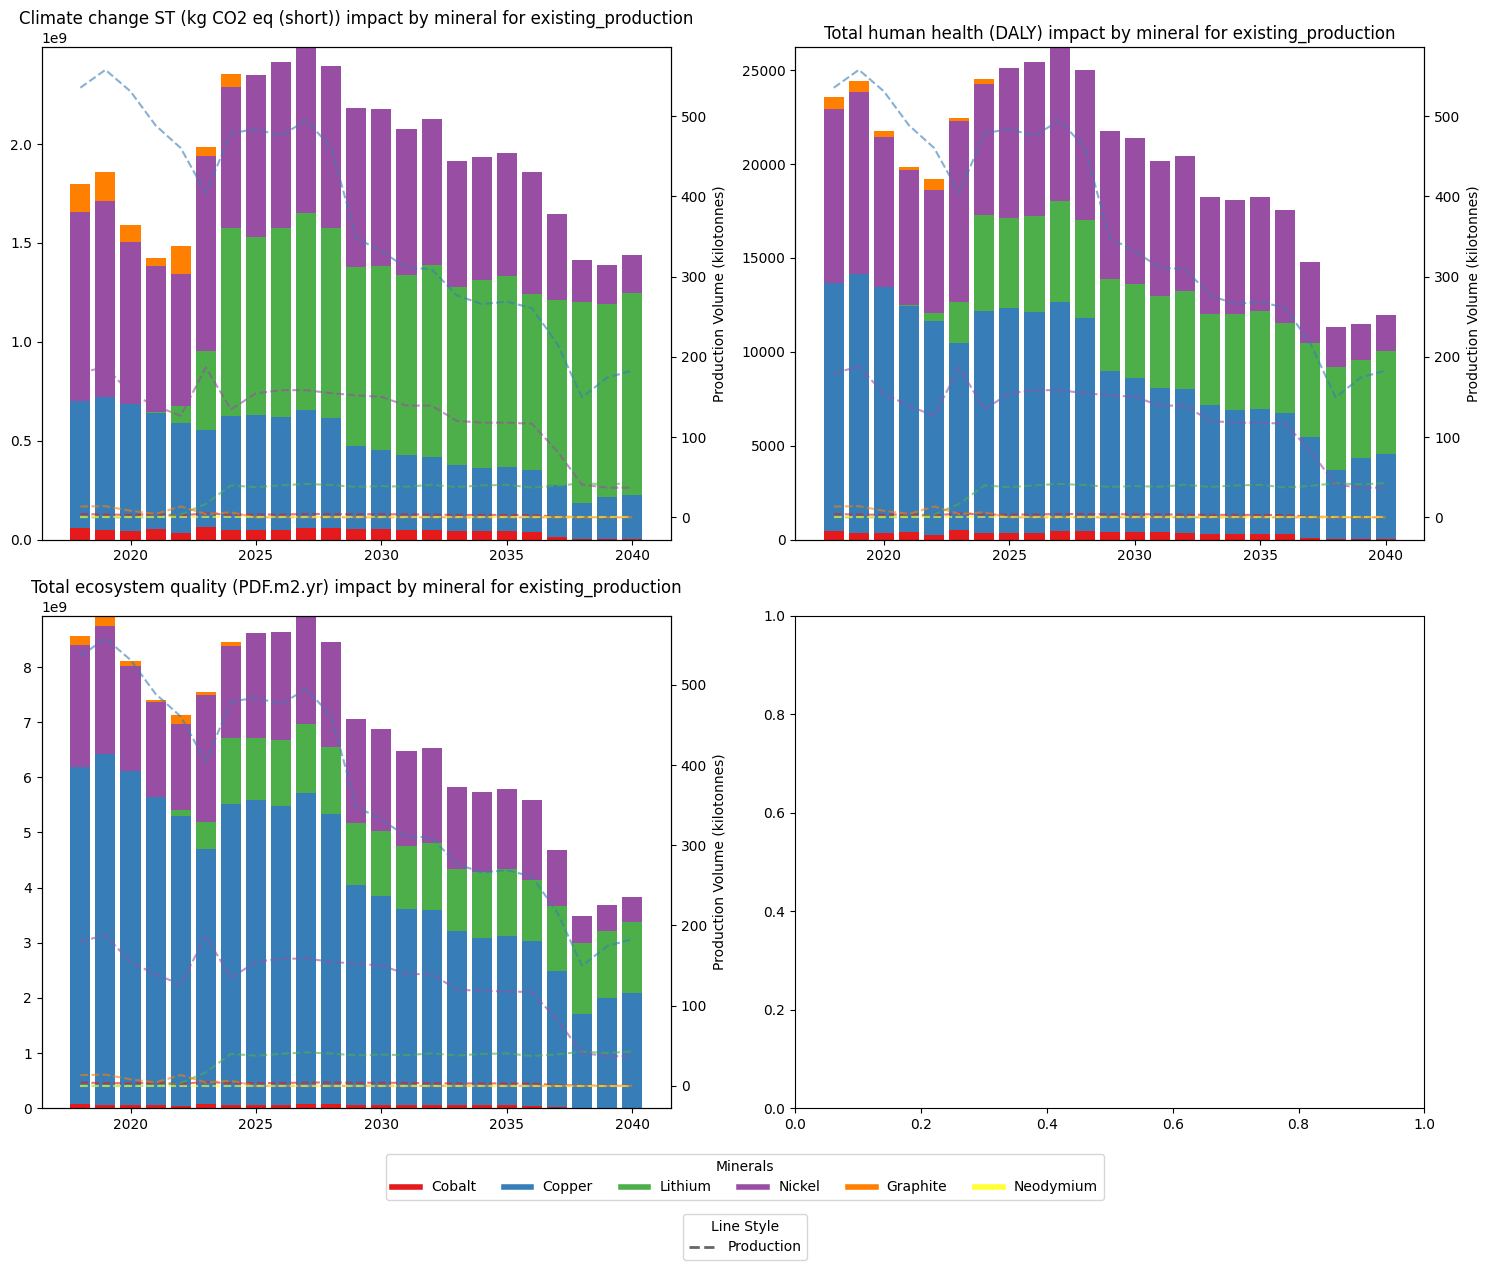 Climate change ST (kg CO2 eq (short)) impact by mineral for existing_production
1e9
2.0
1.5
1.0
0.5
0.0
500
400
300
200
100
0
Production Volume (kilotonnes)
2020 2025 2030 2035 2040
Total human health (DALY) impact by mineral for existing_production
25000
20000
15000
10000
5000
0
500
400
300
200
100
0
Production Volume (kilotonnes)
2020 2025 2030 2035 2040
Total ecosystem quality (PDF.m2.yr) impact by mineral for existing_production
1e9
8
7
6
5
4
3
2
1
0
500
400
300
200
100
0
Production Volume (kilotonnes)
2020 2025 2030 2035 2040
1.0
0.8
0.6
0.4
0.2
0.0
0.0 0.2 0.4 0.6 0.8 1.0
Minerals
Cobalt Copper Lithium Nickel Graphite Neodymium
Line Style
Production